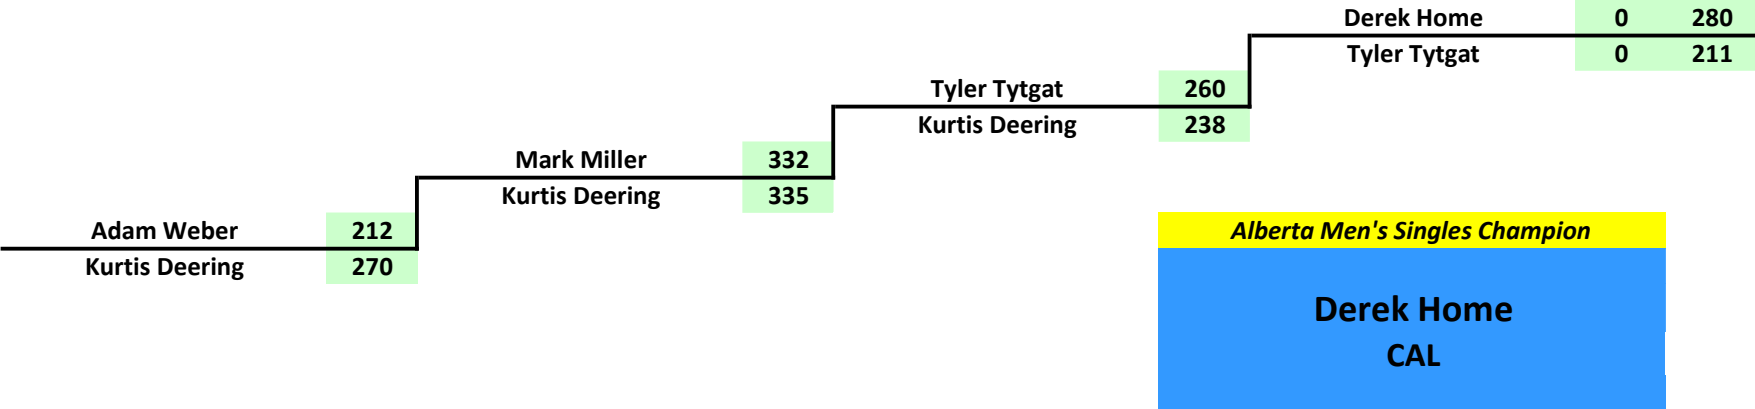 Derek Home 0 280
Tyler Tytgat 0 211
Tyler Tytgat 260
Kurtis Deering 238
Mark Miller 332
Kurtis Deering 335
Adam Weber 212
Kurtis Deering 270
Alberta Men's Singles Champion
Derek Home
CAL